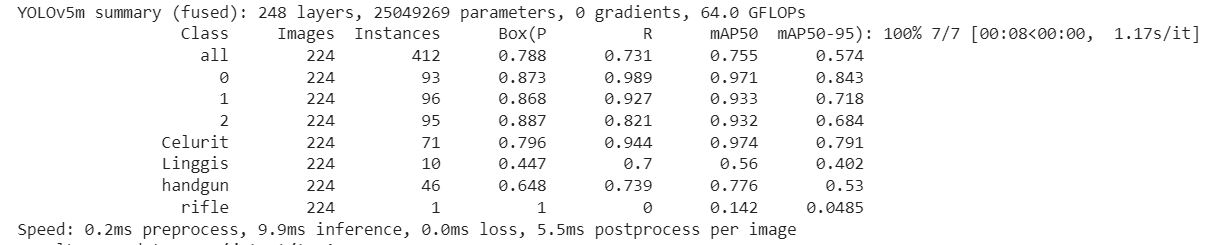 YOLOv5m summary (fused): 248 layers, 25049269 parameters, 0 gradients, 64.0 GFLOPs
Class Images Instances Box(P R mAP50 mAP50-95): 100% 7/7 [00:08<00:00, 1.17s/it]
all 224 412 0.788 0.731 0.755 0.574
0 224 93 0.873 0.989 0.971 0.843
1 224 96 0.868 0.927 0.933 0.718
2 224 95 0.887 0.821 0.932 0.684
Celurit 224 71 0.796 0.944 0.974 0.791
Linggis 224 10 0.447 0.7 0.56 0.402
handgun 224 46 0.648 0.739 0.776 0.53
rifle 224 1 1 0 0.142 0.0485
Speed: 0.2ms preprocess, 9.9ms inference, 0.0ms loss, 5.5ms postprocess per image